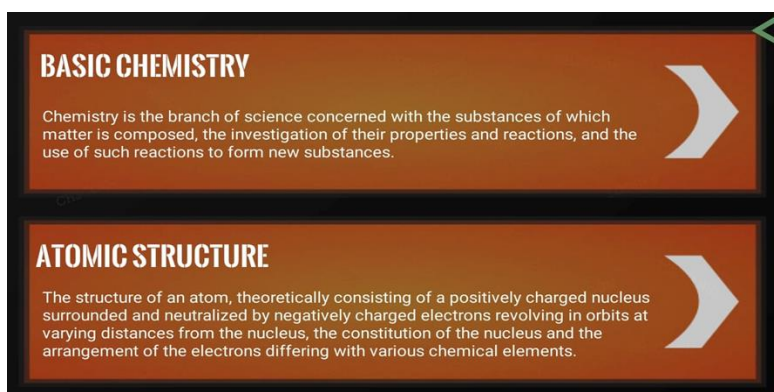 BASIC CHEMISTRY
Chemistry is the branch of science concerned with the substances of which
matter is composed, the investigation of their properties and reactions, and the
use of such reactions to form new substances.
ATOMIC STRUCTURE
The structure of an atom, theoretically consisting of a positively charged nucleus
surrounded and neutralized by negatively charged electrons revolving in orbits at
varying distances from the nucleus, the constitution of the nucleus and the
arrangement of the electrons differing with various chemical elements.